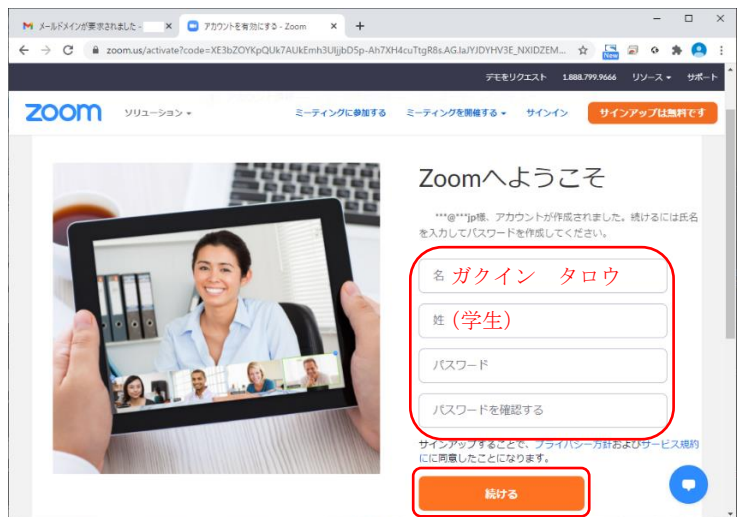 メールドメインが要求されました -
アカウントを有効にする - Zoom
zoom.us/activate?code=XE3bZOYKpQUk7AUkEmh3UIjjbD5p-Ah7XH4cuTtgR8s.AGJaJYJDYHV3E_NXIDZEM...
New
デモをリクエスト 1.888.799.9666 リソース サポート
zoom ソリューション ミーティングに参加する ミーティングを開催する サインイン サインアップは無料です
Zoomへようこそ
***@***jp様、アカウントが作成されました。続けるには氏名
を入力してパスワードを作成してください。
名 ガクイン タロウ
姓 (学生)
パスワード
パスワードを確認する
サインアップすることで、プライバシー方針およびサービス規約
にに同意したことになります。
続ける